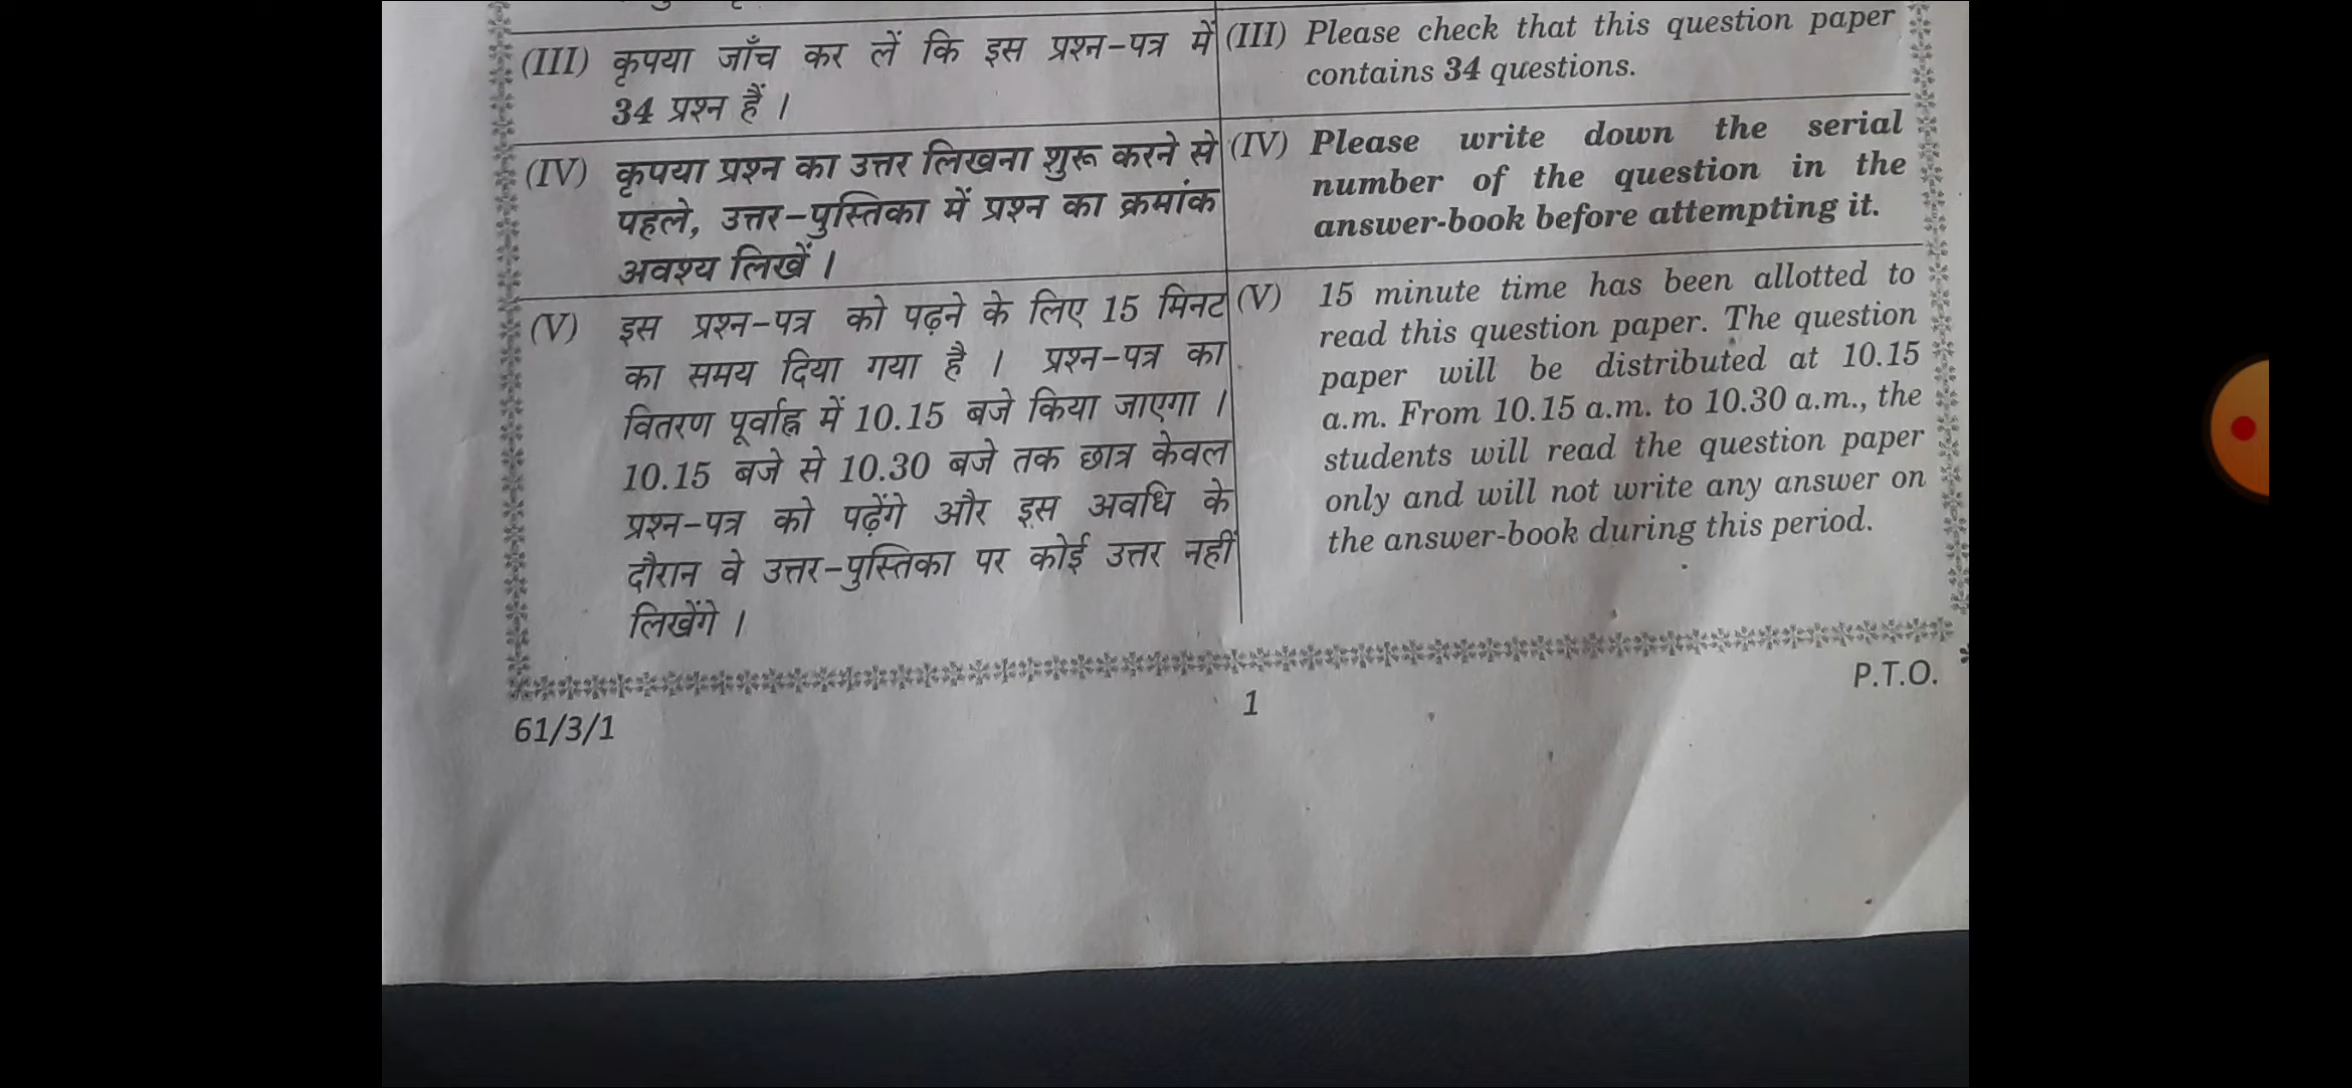 (III) कृपया जाँच कर लें कि इस प्रश्न-पत्र में
34 प्रश्न हैं ।
(IV) कृपया प्रश्न का उत्तर लिखना शुरू करने से
पहले, उत्तर-पुस्तिका में प्रश्न का क्रमांक
अवश्य लिखें ।
(V) इस प्रश्न-पत्र को पढ़ने के लिए 15 मिनट
का समय दिया गया है । प्रश्न-पत्र का
वितरण पूर्वाह्न में 10.15 बजे किया जाएगा ।
10.15 बजे से 10.30 बजे तक छात्र केवल
प्रश्न-पत्र को पढ़ेंगे और इस अवधि के
दौरान वे उत्तर-पुस्तिका पर कोई उत्तर नहीं
लिखेंगे ।
(III) Please check that this question paper
contains 34 questions.
(IV) Please write down the serial
number of the question in the
answer-book before attempting it.
(V) 15 minute time has been allotted to
read this question paper. The question
paper will be distributed at 10.15
a.m. From 10.15 a.m. to 10.30 a.m., the
students will read the question paper
only and will not write any answer on
the answer-book during this period.
61/3/1
1
P.T.O.